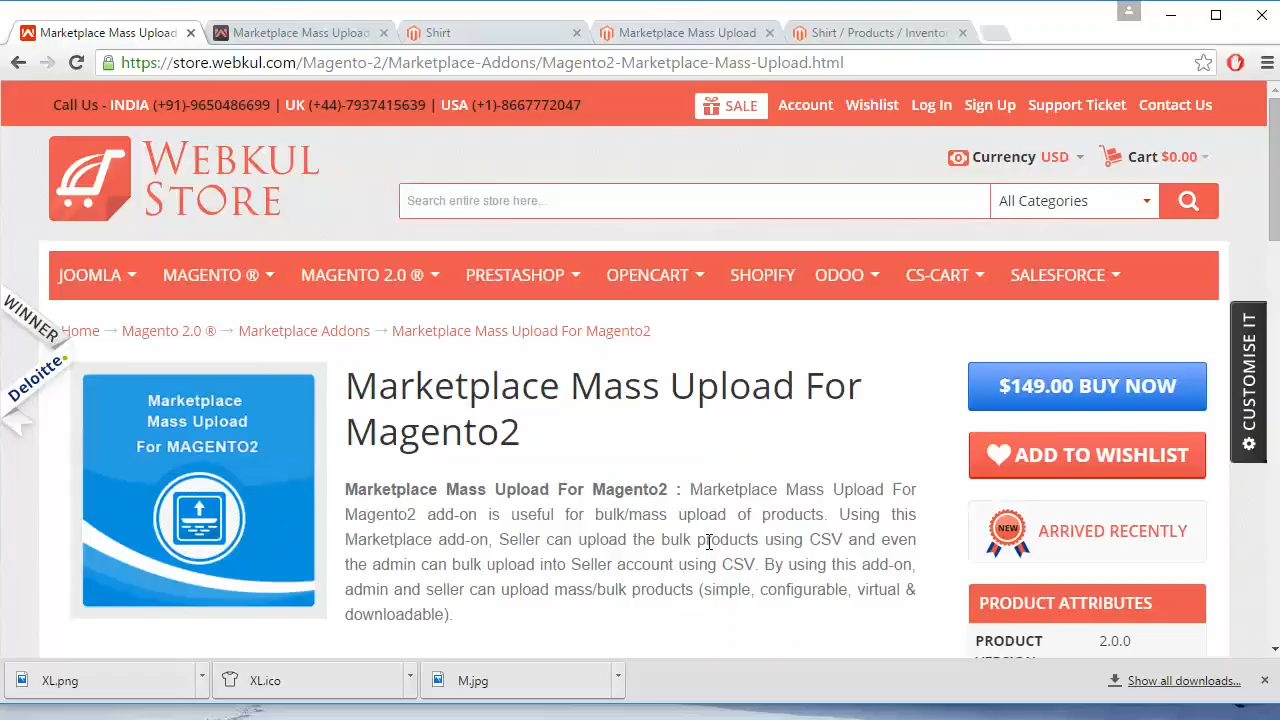 Marketplace Mass Upload
Marketplace Mass Upload
Shirt
Marketplace Mass Upload
Shirt / Products / Invento
https://store.webkul.com/Magento-2/Marketplace-Addons/Magento2-Marketplace-Mass-Upload.html
Call Us - INDIA (+91)-9650486699 | UK (+44)-7937415639 | USA (+1)-8667772047
SALE
Account
Wishlist
Log In
Sign Up
Support Ticket
Contact Us
WEBKUL
STORE
Currency USD
Cart $0.00
Search entire store here...
All Categories
JOOMLA
MAGENTO ®
MAGENTO 2.0 ®
PRESTASHOP
OPENCART
SHOPIFY
ODOO
CS-CART
SALESFORCE
WINNER
Deloitte.
Home → Magento 2.0 ® → Marketplace Addons → Marketplace Mass Upload For Magento2
CUSTOMISE IT
Marketplace
Mass Upload
For MAGENTO2
Marketplace Mass Upload For
Magento2
Marketplace Mass Upload For Magento2 : Marketplace Mass Upload For
Magento2 add-on is useful for bulk/mass upload of products. Using this
Marketplace add-on, Seller can upload the bulk products using CSV and even
the admin can bulk upload into Seller account using CSV. By using this add-on,
admin and seller can upload mass/bulk products (simple, configurable, virtual &
downloadable).
$149.00 BUY NOW
ADD TO WISHLIST
NEW
ARRIVED RECENTLY
PRODUCT ATTRIBUTES
PRODUCT 2.0.0
XL.png
XL.ico
M.jpg
Show all downloads...